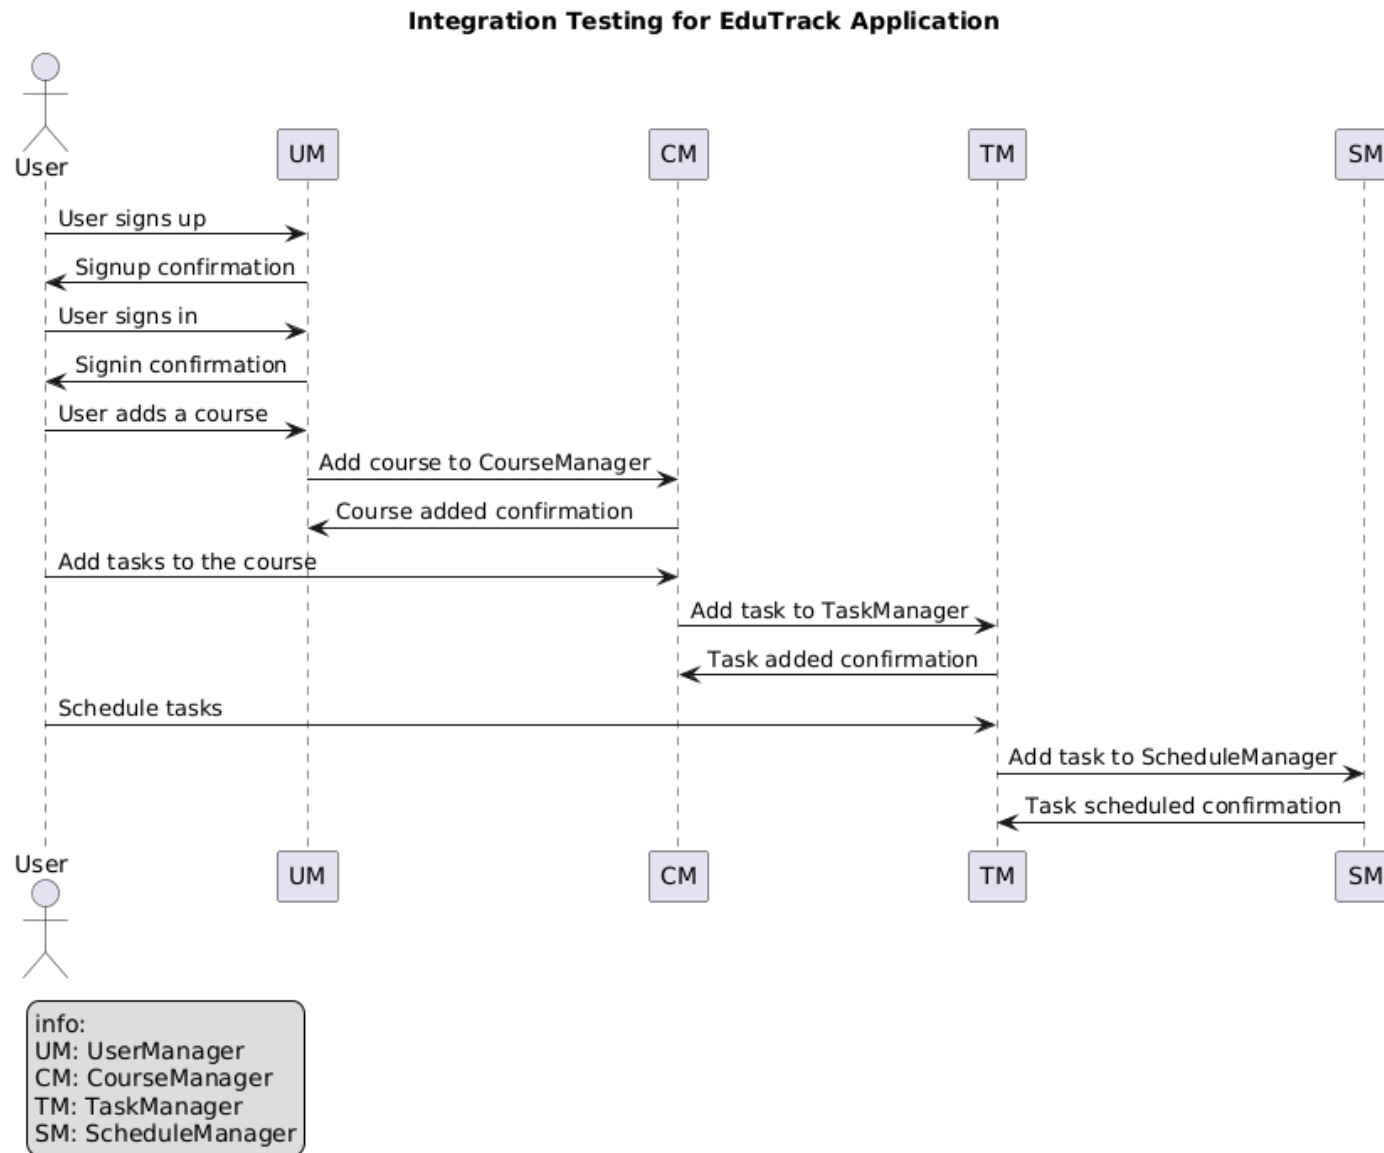 Integration Testing for EduTrack Application
User
UM
CM
TM
SM
User signs up
Signup confirmation
User signs in
Signin confirmation
User adds a course
Add course to CourseManager
Course added confirmation
Add tasks to the course
Add task to TaskManager
Task added confirmation
Schedule tasks
Add task to ScheduleManager
Task scheduled confirmation
User
UM
CM
TM
SM
info:
UM: UserManager
CM: CourseManager
TM: TaskManager
SM: ScheduleManager